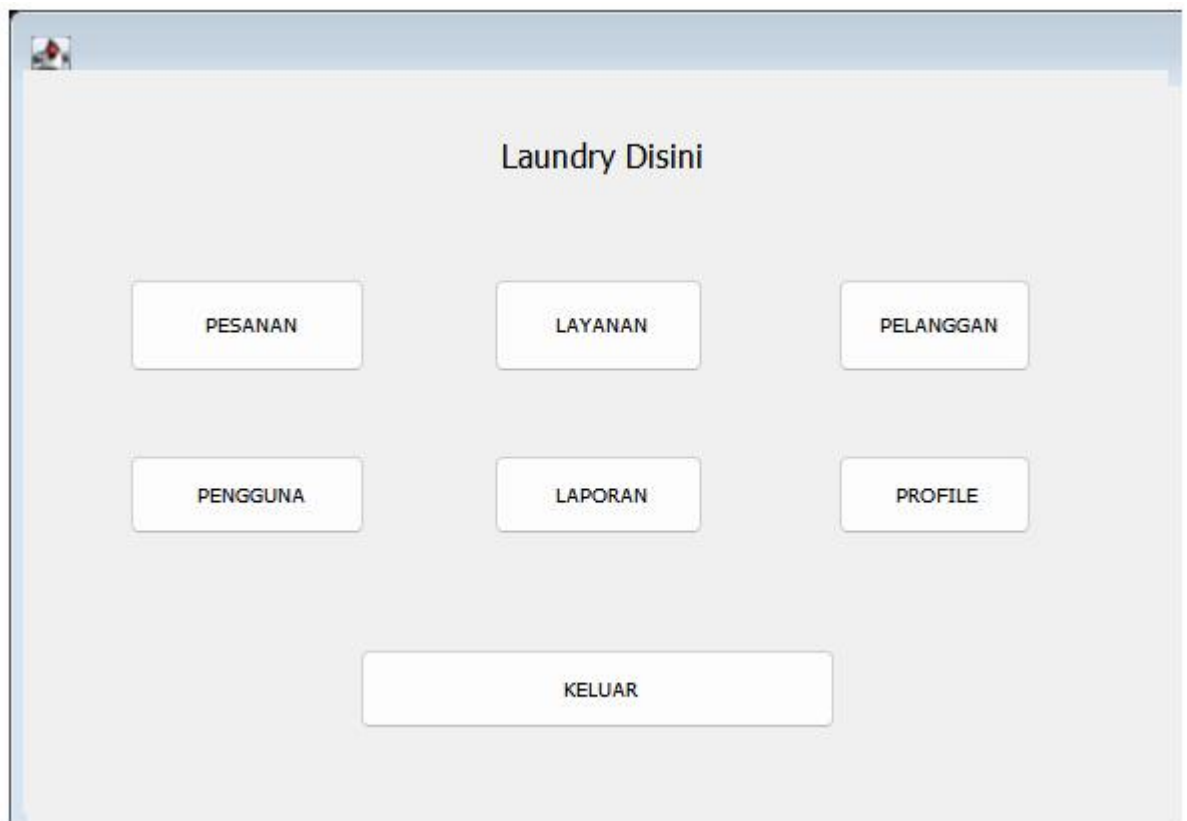 Laundry Disini
PESANAN
LAYANAN
PELANGGAN
PENGGUNA
LAPORAN
PROFILE
KELUAR